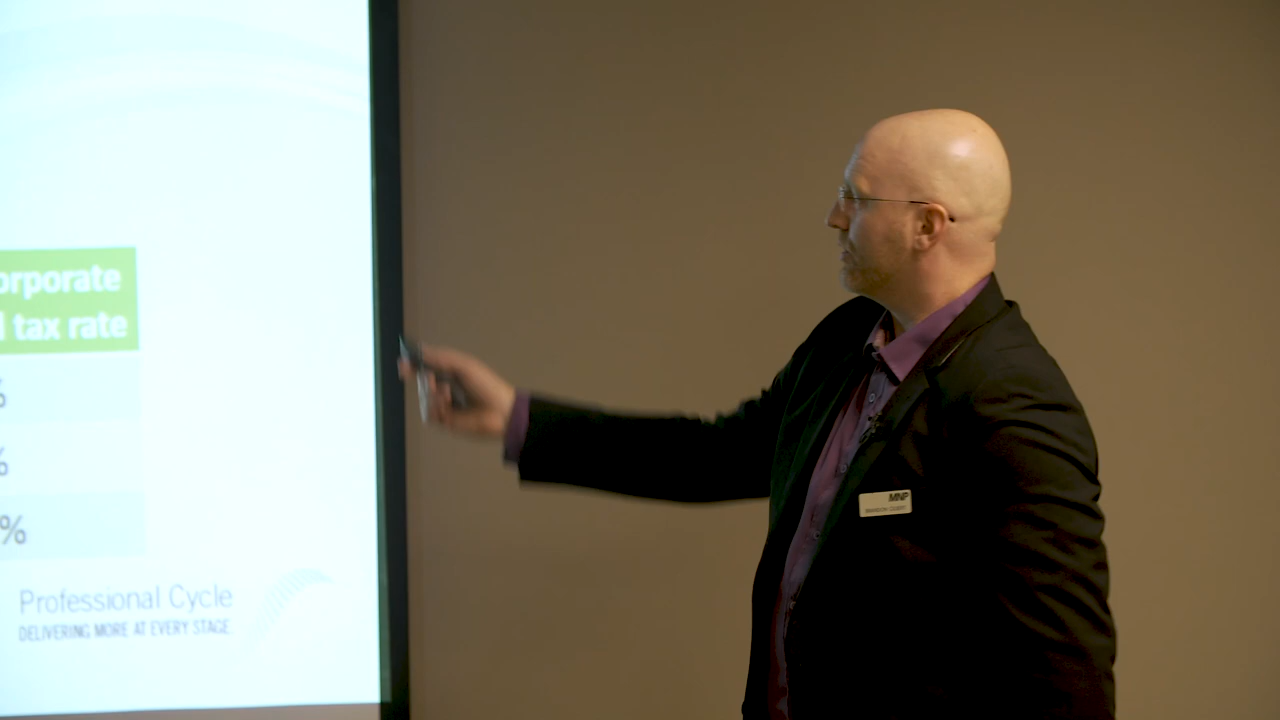 orporate
l tax rate
%
%
%
Professional Cycle
DELIVERING MORE AT EVERY STAGE.
MNP